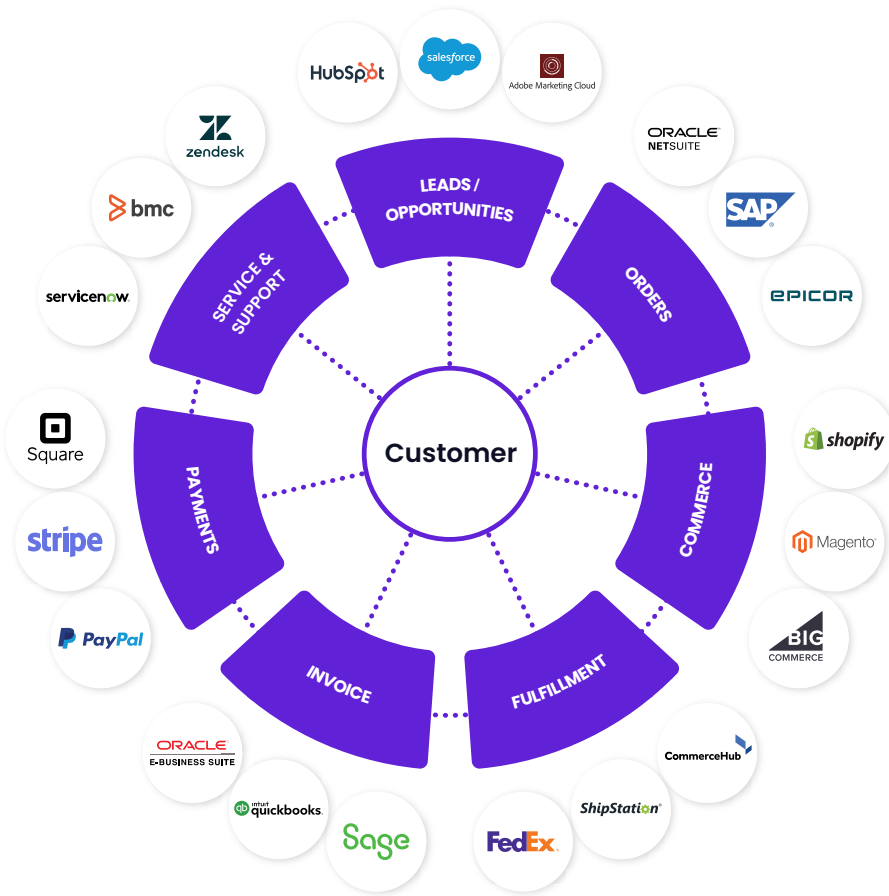 HubSpot
salesforce
Adobe Marketing Cloud
ORACLE
NETSUITE
SAP
EPICOR
shopify
Magento
BIG
COMMERCE
CommerceHub
ShipStation
FedEx
Sage
qb
intuit
quickbooks.
ORACLE
E-BUSINESS SUITE
PayPal
stripe
Square
servicenow
bmc
zendesk
LEADS /
OPPORTUNITIES
ORDERS
COMMERCE
FULFILLMENT
INVOICE
PAYMENTS
SERVICE &
SUPPORT
Customer